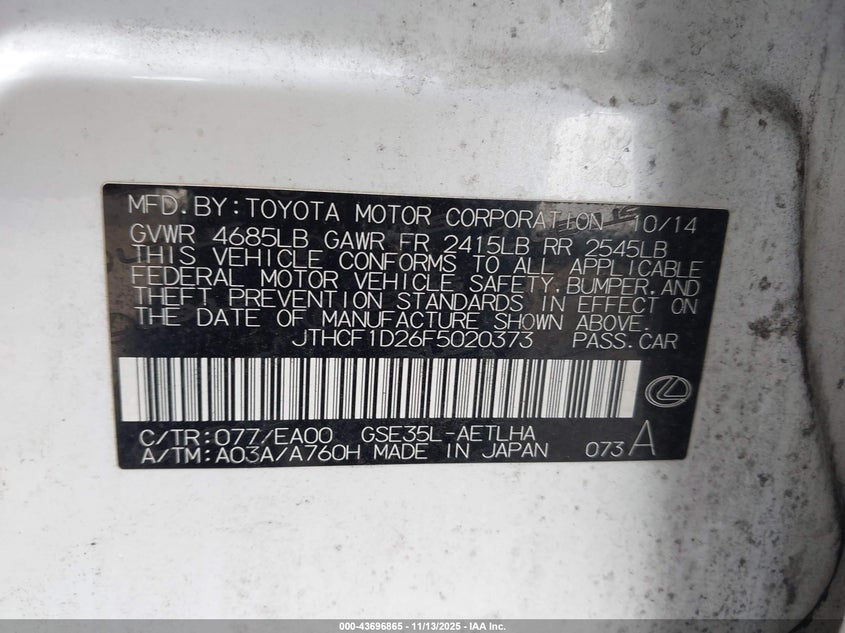 MFD.BY:TOYOTA MOTOR CORPORATION 10/14
GVWR 4685LB GAWR FR 2415LB RR 2545LB
THIS VEHICLE CONFORMS TO ALL APPLICABLE
FEDERAL MOTOR VEHICLE SAFETY,BUMPER,AND
THEFT PREVENTION STANDARDS IN EFFECT ON
THE DATE OF MANUFACTURE SHOWN ABOVE.
JTHCF1D26F5020373 PASS.CAR
C/TR:077/EA00 GSE35L-AETLHA
A/TM:A03A/A760H MADE IN JAPAN 073A
000-43696865 - 11/13/2025 - IAA Inc.